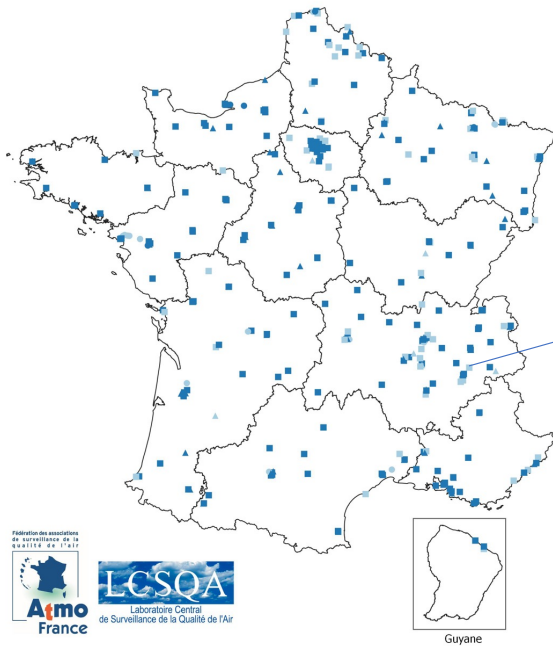 Fédération des associations
de surveillance de la
qualité de l'air
Atmo
France
LCSQA
Laboratoire Central
de Surveillance de la Qualité de l'Air
Guyane